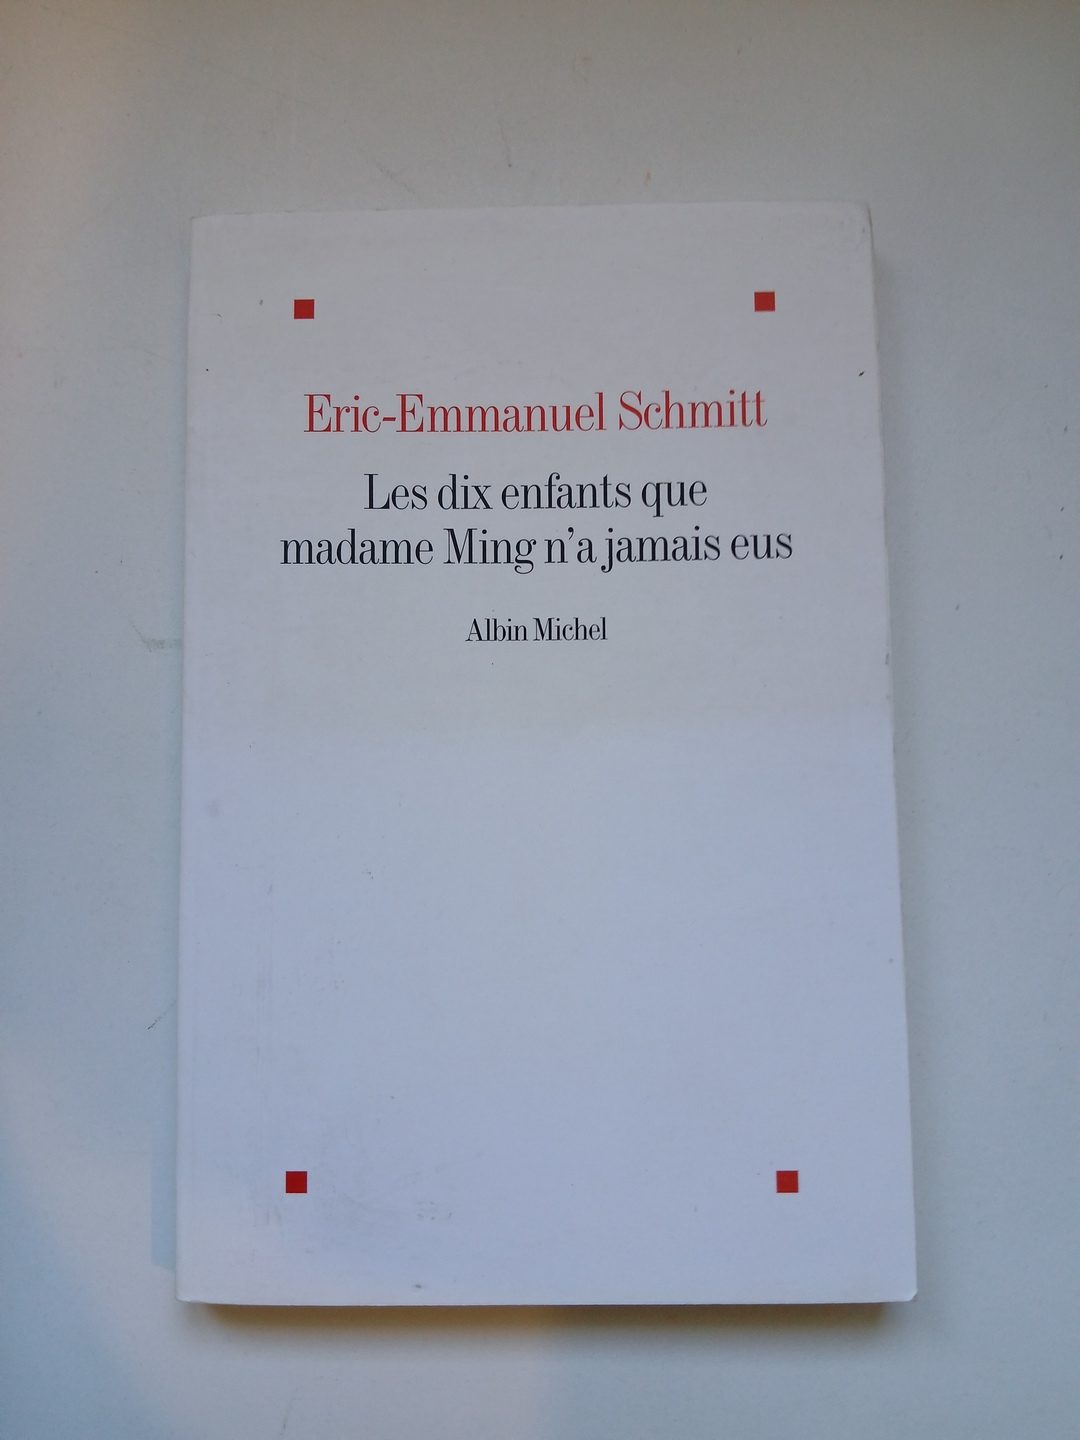 Eric-Emmanuel Schmitt
Les dix enfants que
madame Ming n'a jamais eus
Albin Michel